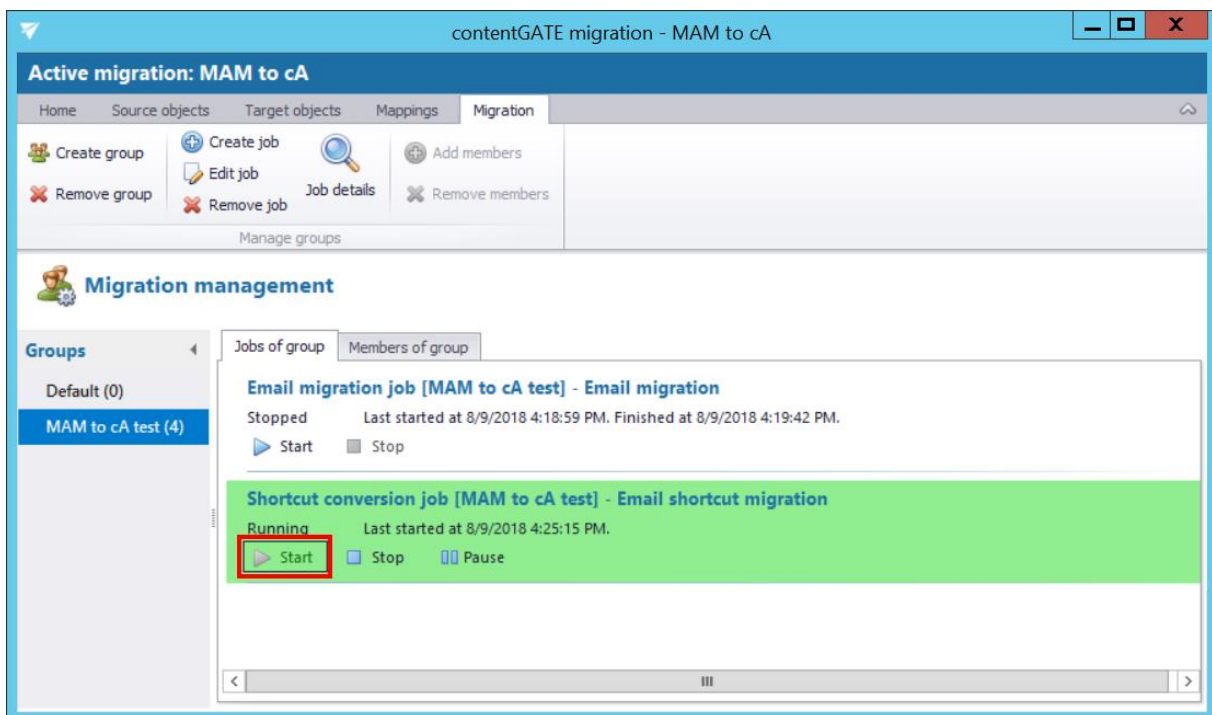 contentGATE migration - MAM to cA
X
Active migration: MAM to cA
Home Source objects Target objects Mappings Migration
Create group
Remove group
Create job
Edit job
Remove job
Job details
Add members
Remove members
Manage groups
Migration management
Groups
Default (0)
MAM to cA test (4)
Jobs of group Members of group
Email migration job [MAM to cA test] - Email migration
Stopped Last started at 8/9/2018 4:18:59 PM. Finished at 8/9/2018 4:19:42 PM.
Start Stop
Shortcut conversion job [MAM to cA test] - Email shortcut migration
Running Last started at 8/9/2018 4:25:15 PM.
Start Stop Pause